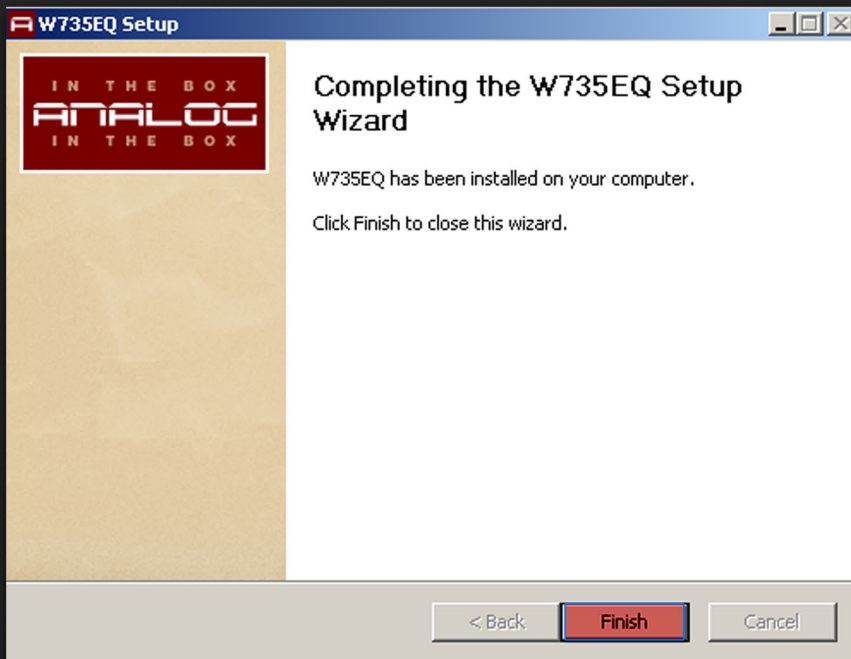 W735EQ Setup
IN THE BOX
ANALOG
IN THE BOX
Completing the W735EQ Setup
Wizard
W735EQ has been installed on your computer.
Click Finish to close this wizard.
< Back
Finish
Cancel